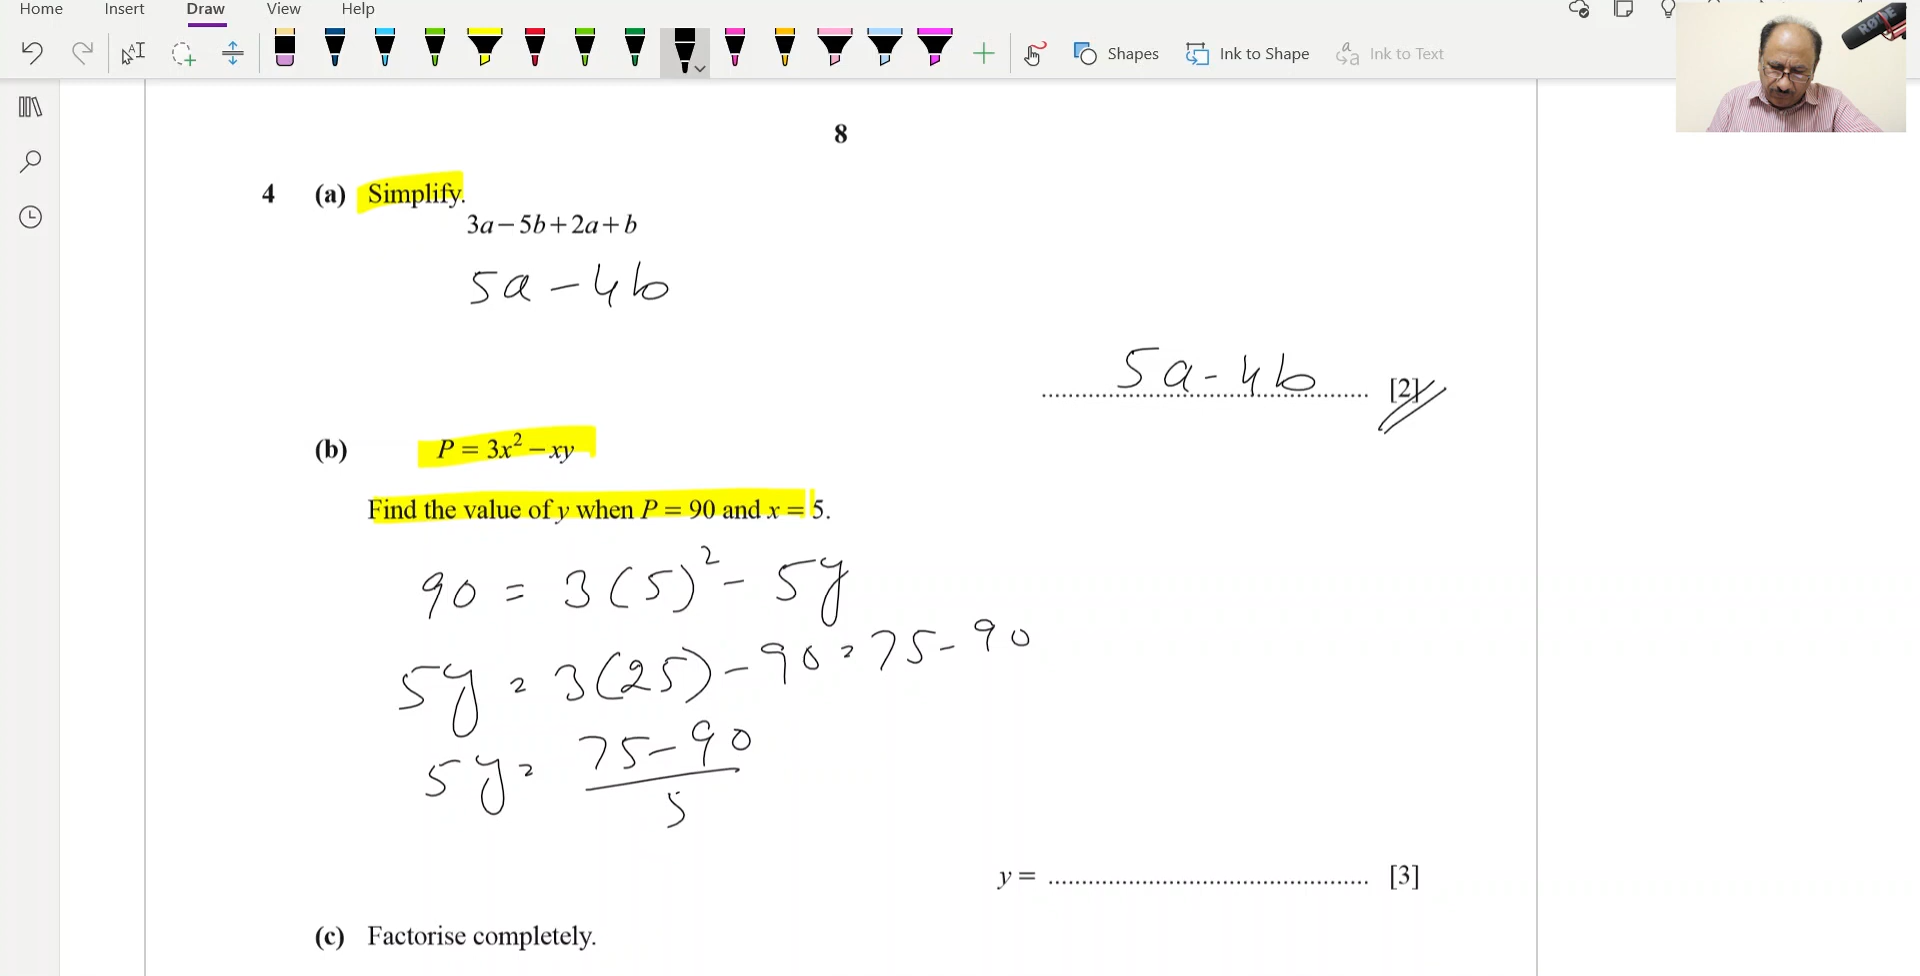 Home Insert Draw View Help
Shapes Ink to Shape Ink to Text
RØDE
8
4 (a) Simplify.
3a − 5b + 2a + b
5a − 4b
5a − 4b [2]
(b) P = 3x² − xy
Find the value of y when P = 90 and x = 5.
90 = 3(5)² − 5y
5y = 3(25) − 90 = 75 − 90
5y = 75 − 90
5
y = [3]
(c) Factorise completely.